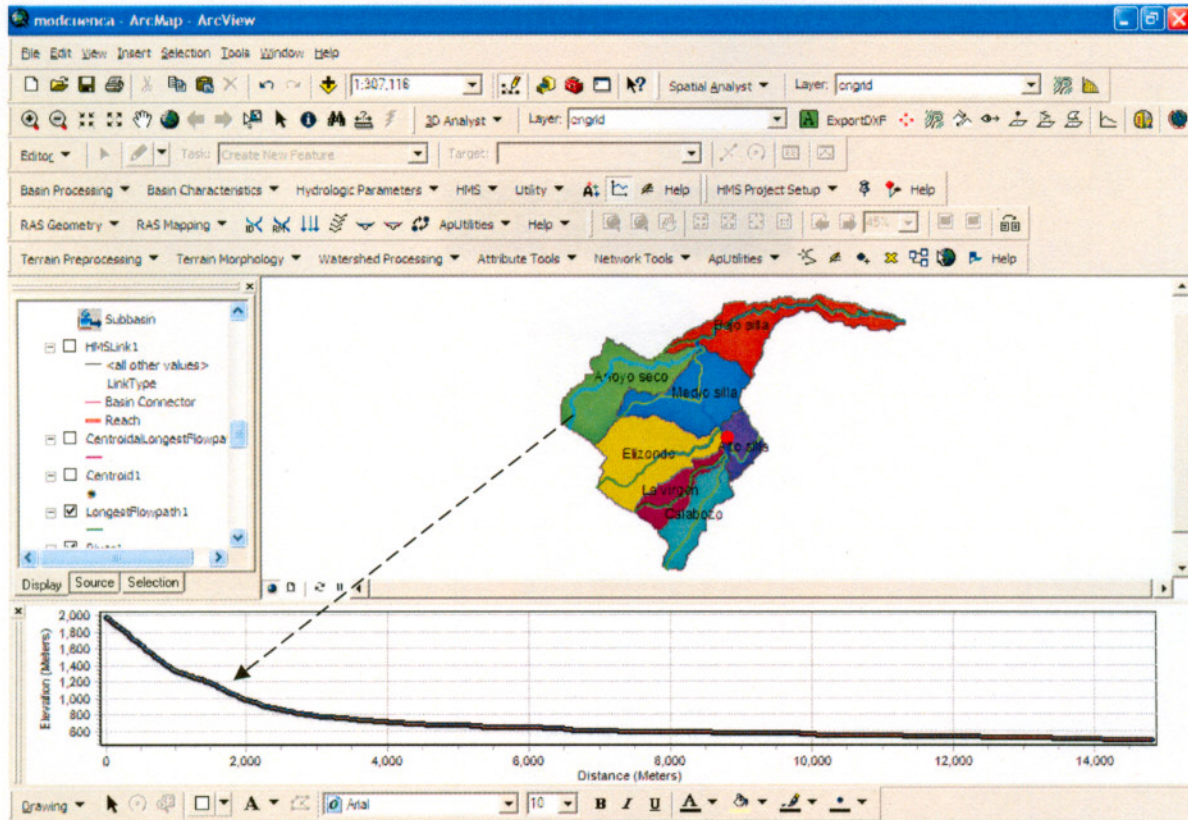 modcuenca - ArcMap - ArcView
File Edit View Insert Selection Tools Window Help
1:307,116 Spatial Analyst Layer: cngrid
3D Analyst Layer: cngrid A ExportDXF
Editor Task: Create New Feature Target:
Basin Processing Basin Characteristics Hydrologic Parameters HMS Utility Help HMS Project Setup Help
RAS Geometry RAS Mapping ApUtilities Help 45%
Terrain Preprocessing Terrain Morphology Watershed Processing Attribute Tools Network Tools ApUtilities Help
Subbasin
HMSLink1
<all other values>
LinkType
Basin Connector
Reach
CentroidalLongestFlowpa
Centroid1
LongestFlowpath1
Display Source Selection
Bajo silla
Arroyo seco
Medio silla
Alto silla
Elizondo
La virgen
Calabozo
Elevation (Meters)
2,000
1,800
1,600
1,400
1,200
1,000
800
600
0 2,000 4,000 6,000 8,000 10,000 12,000 14,000
Distance (Meters)
Drawing A Arial 10 B I U A